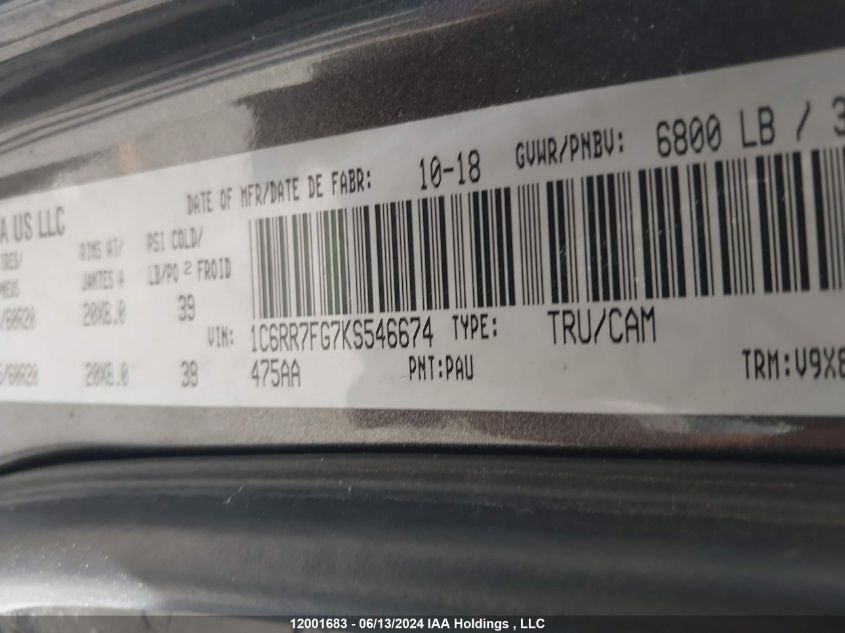 A US LLC
DATE OF MFR/DATE DE FABR: 10-18 GVWR/PNBV: 6800 LB / 3
RIMS AT/ PSI COLD/
JANTES A LB/PO 2 FROID
/60R20 20X8.0 39
VIN: 1C6RR7FG7KS546674 TYPE: TRU/CAM
/60R20 20X8.0 39 475AA PNT:PAU TRM:V9X8
12001683 - 06/13/2024 IAA Holdings , LLC